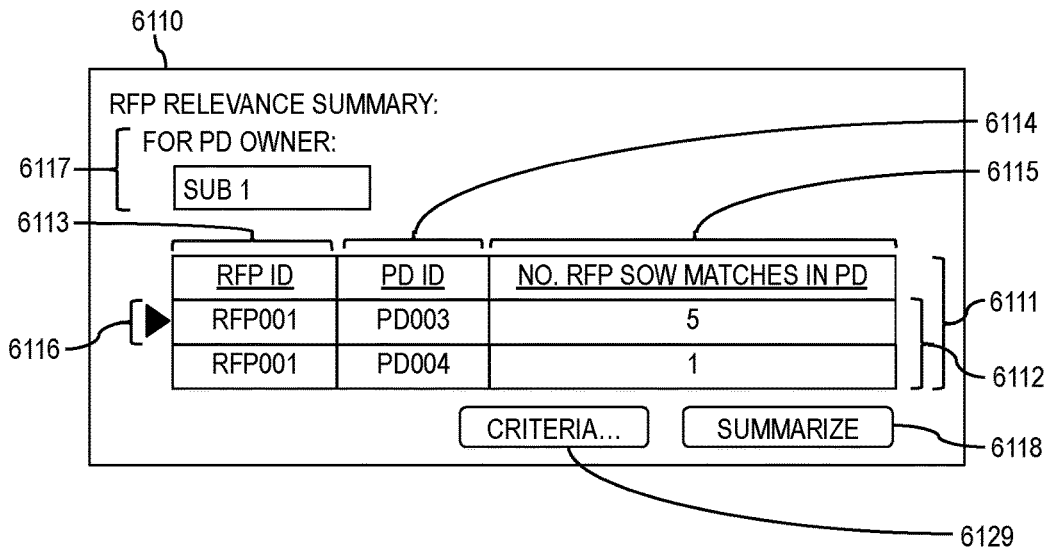 6110
RFP RELEVANCE SUMMARY:
FOR PD OWNER:
6117
SUB 1
6114
6115
6113
RFP ID PD ID NO. RFP SOW MATCHES IN PD
RFP001 PD003 5
6111
6116
RFP001 PD004 1
6112
CRITERIA... SUMMARIZE
6118
6129